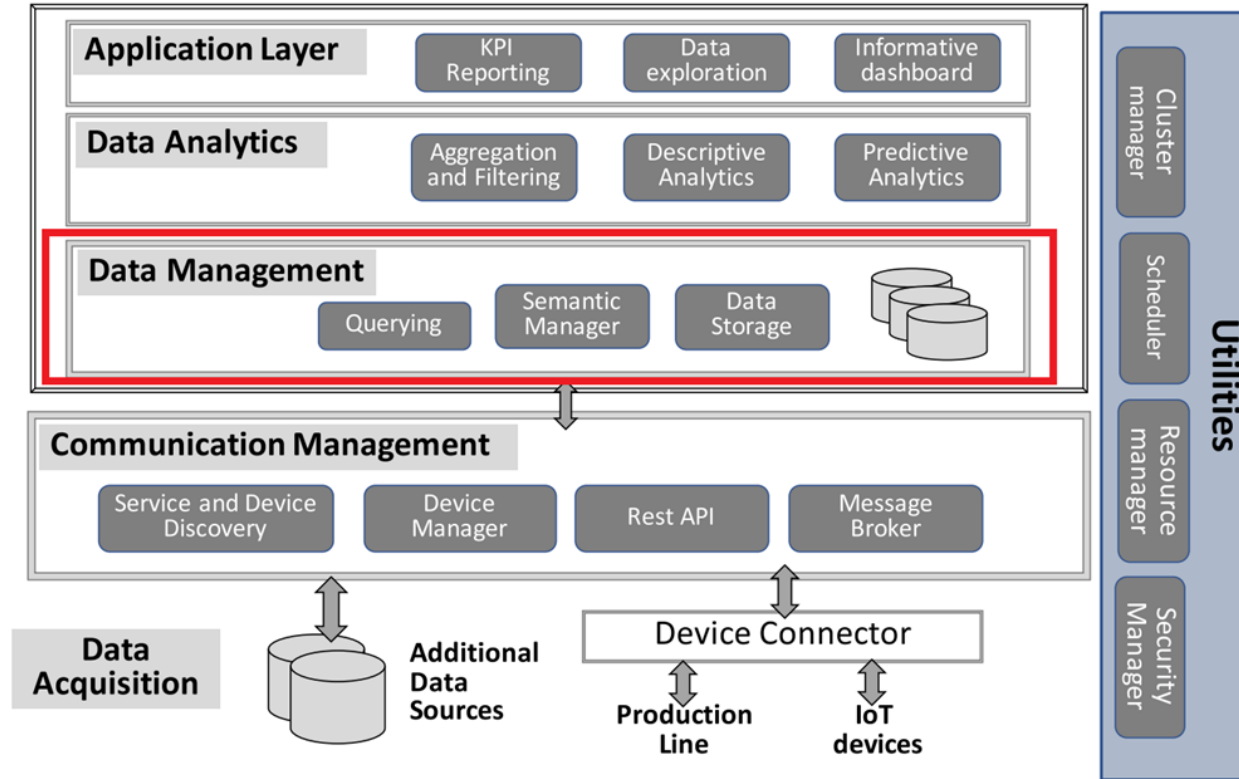 Application Layer
KPI
Reporting
Data
exploration
Informative
dashboard
Data Analytics
Aggregation
and Filtering
Descriptive
Analytics
Predictive
Analytics
Data Management
Querying
Semantic
Manager
Data
Storage
Communication Management
Service and Device
Discovery
Device
Manager
Rest API
Message
Broker
Data
Acquisition
Additional
Data
Sources
Device Connector
Production
Line
IoT
devices
Utilities
Cluster
manager
Scheduler
Resource
manager
Security
Manager